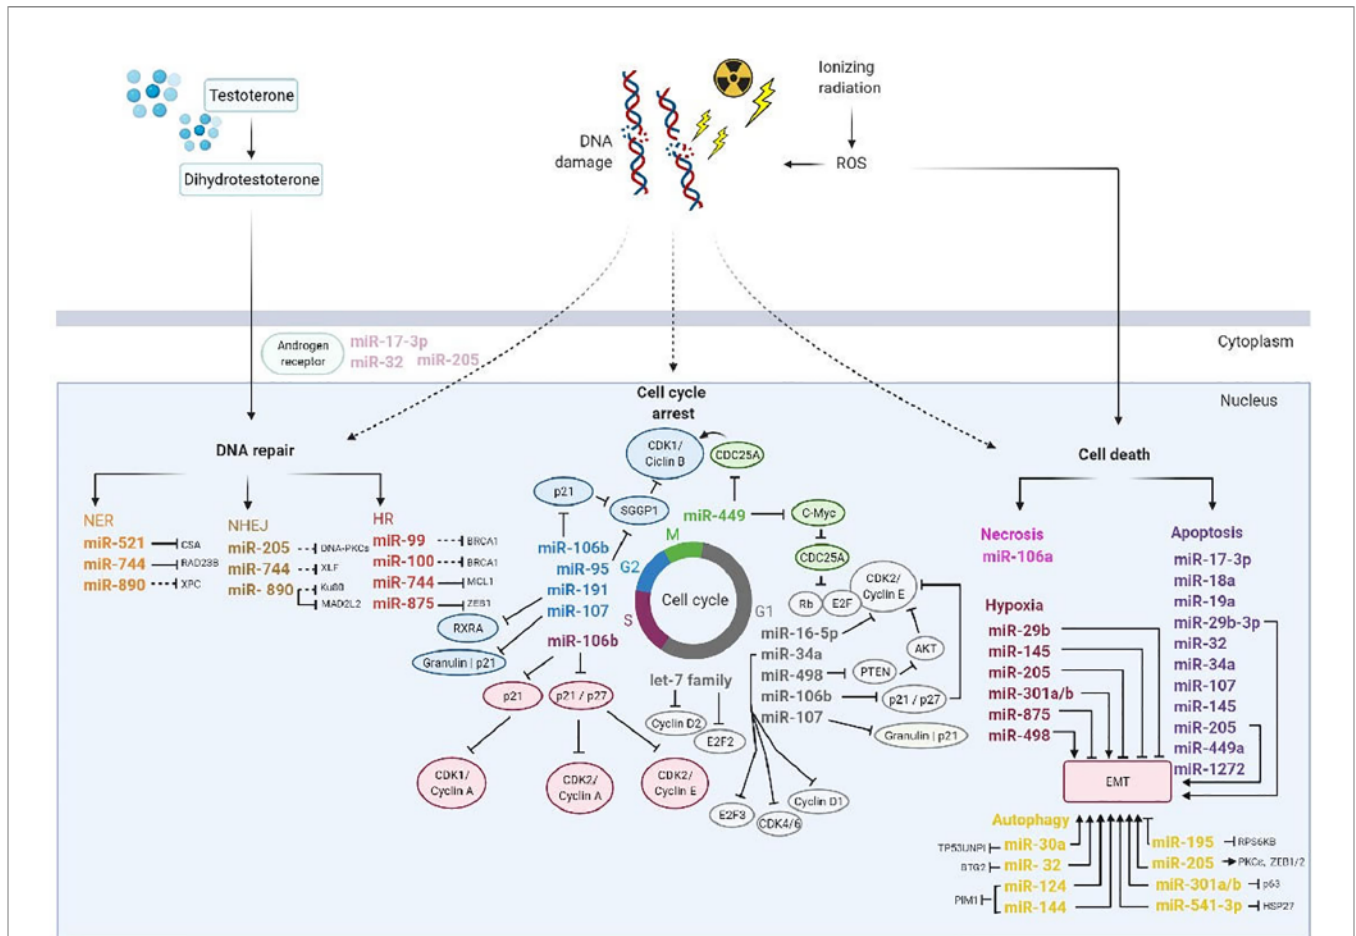 Testoterone
Dihydrotestoterone
DNA
damage
Ionizing
radiation
ROS
Cytoplasm
Androgen
receptor
miR-17-3p
miR-32
miR-205
Nucleus
DNA repair
Cell cycle
arrest
Cell death
NER
miR-521
CSA
miR-744
RAD23B
miR-890
XPC
NHEJ
miR-205
DNA-PKCs
miR-744
XLF
miR- 890
Ku80
MAD2L2
HR
miR-99
BRCA1
miR-100
BRCA1
miR-744
MCL1
miR-875
ZEB1
CDK1/
Ciclin B
CDC25A
p21
SGGP1
miR-449
C-Myc
CDC25A
Rb
E2F
CDK2/
Cyclin E
miR-106b
miR-95
miR-191
miR-107
RXRA
Granulin | p21
M
G2
S
G1
Cell cycle
miR-106b
p21
p21 / p27
CDK1/
Cyclin A
CDK2/
Cyclin A
CDK2/
Cyclin E
let-7 family
Cyclin D2
E2F2
miR-16-5p
miR-34a
miR-498
miR-106b
miR-107
PTEN
AKT
p21 / p27
Granulin | p21
E2F3
CDK4/6
Cyclin D1
Necrosis
miR-106a
Hypoxia
miR-29b
miR-145
miR-205
miR-301a/b
miR-875
miR-498
Apoptosis
miR-17-3p
miR-18a
miR-19a
miR-29b-3p
miR-32
miR-34a
miR-107
miR-145
miR-205
miR-449a
miR-1272
EMT
Autophagy
TP53UNPI
miR-30a
BTG2
miR- 32
PIM1
miR-124
miR-144
miR-195
RPS6KB
miR-205
PKCε, ZEB1/2
miR-301a/b
p63
miR-541-3p
HSP27